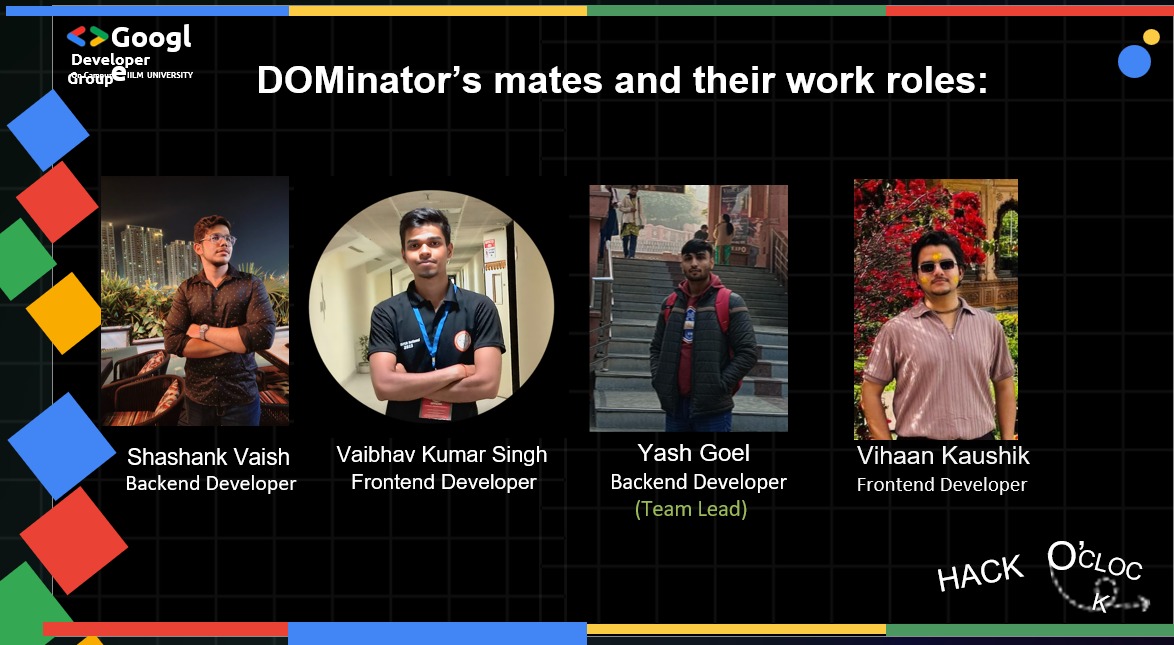 Googl
e
Developer
Group
On Campus IILM UNIVERSITY
DOMinator’s mates and their work roles:
Shashank Vaish
Backend Developer
Vaibhav Kumar Singh
Frontend Developer
Yash Goel
Backend Developer
(Team Lead)
Vihaan Kaushik
Frontend Developer
HACK O’CLOC
K